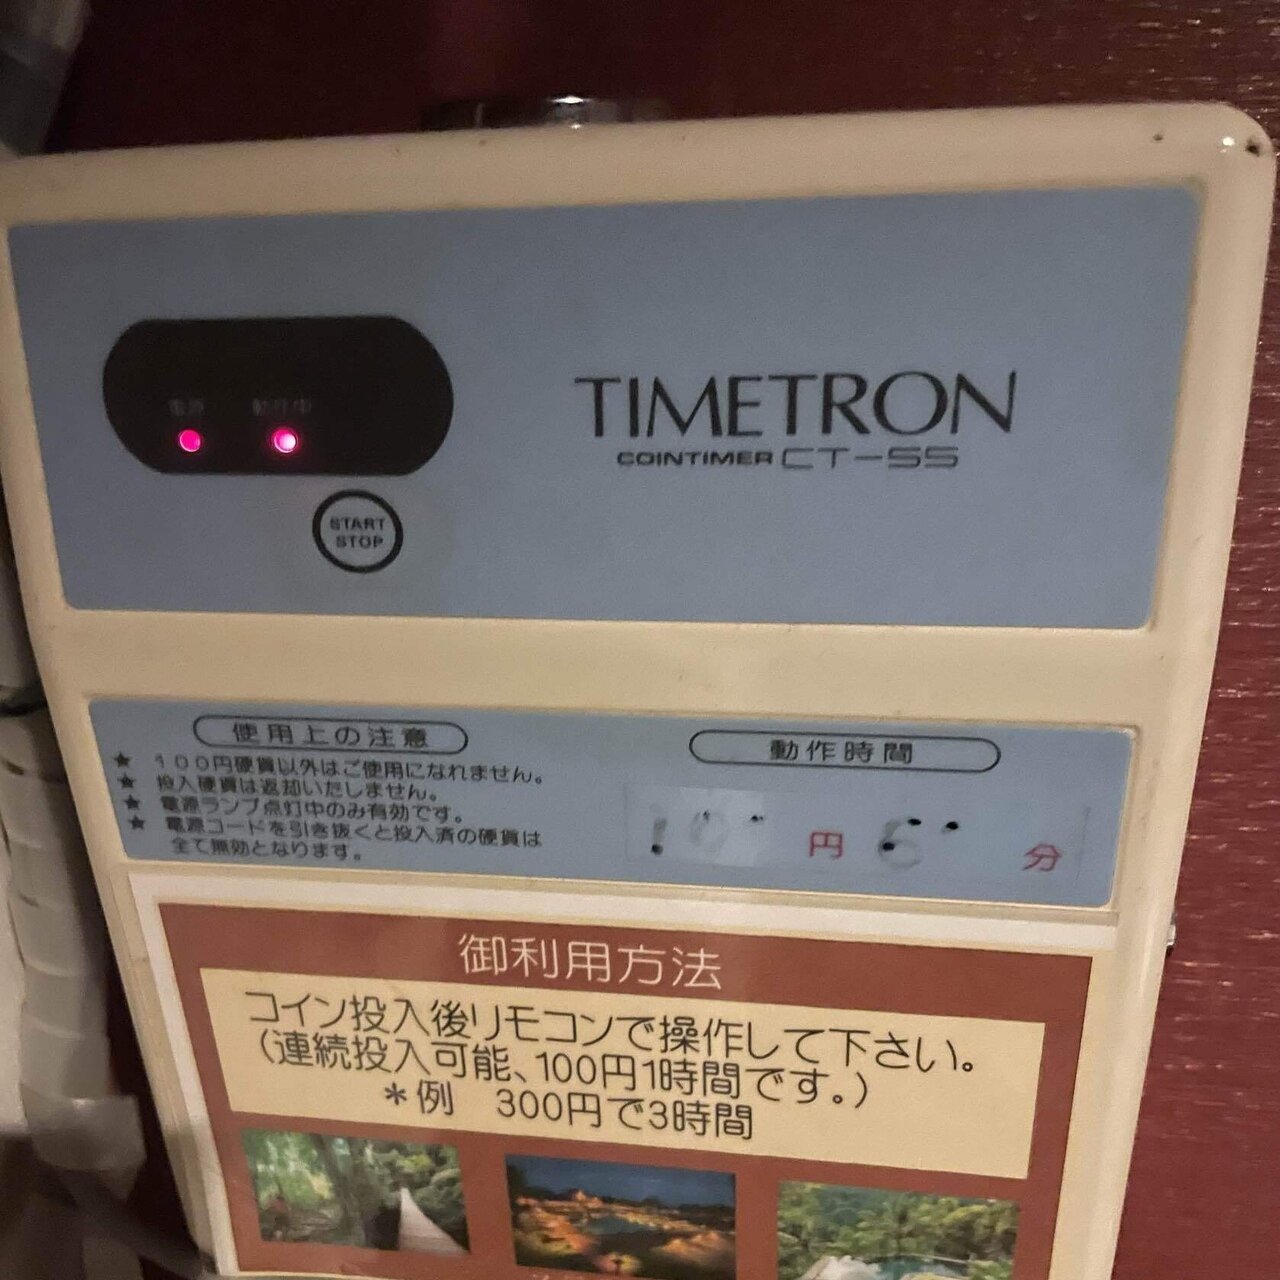 電源 動作中
START
STOP
TIMETRON
COINTIMER CT-55
使用上の注意
★ 100円硬貨以外はご使用になれません。
★ 投入硬貨は返却いたしません。
★ 電源ランプ点灯中のみ有効です。
★ 電源コードを引き抜くと投入済の硬貨は
全て無効となります。
動作時間
円 分
御利用方法
コイン投入後リモコンで操作して下さい。
（連続投入可能、100円1時間です。）
＊例 300円で3時間